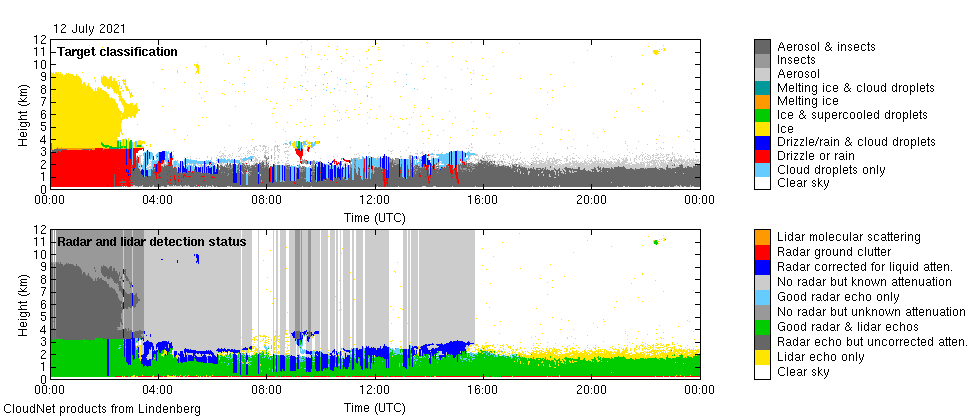 12 July 2021
Target classification
Height (km)
12
11
10
9
8
7
6
5
4
3
2
1
0
00:00 04:00 08:00 12:00 16:00 20:00 00:00
Time (UTC)
Aerosol & insects
Insects
Aerosol
Melting ice & cloud droplets
Melting ice
Ice & supercooled droplets
Ice
Drizzle/rain & cloud droplets
Drizzle or rain
Cloud droplets only
Clear sky
Radar and lidar detection status
Height (km)
12
11
10
9
8
7
6
5
4
3
2
1
0
00:00 04:00 08:00 12:00 16:00 20:00 00:00
Time (UTC)
Lidar molecular scattering
Radar ground clutter
Radar corrected for liquid atten.
No radar but known attenuation
Good radar echo only
No radar but unknown attenuation
Good radar & lidar echos
Radar echo but uncorrected atten.
Lidar echo only
Clear sky
CloudNet products from Lindenberg